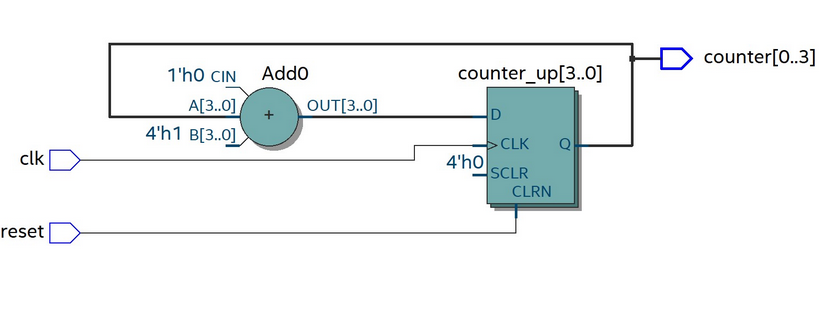 counter[0..3]
1'h0 CIN
Add0
counter_up[3..0]
A[3..0]
OUT[3..0]
+
D
4'h1 B[3..0]
clk
> CLK
Q
4'h0
SCLR
CLRN
reset